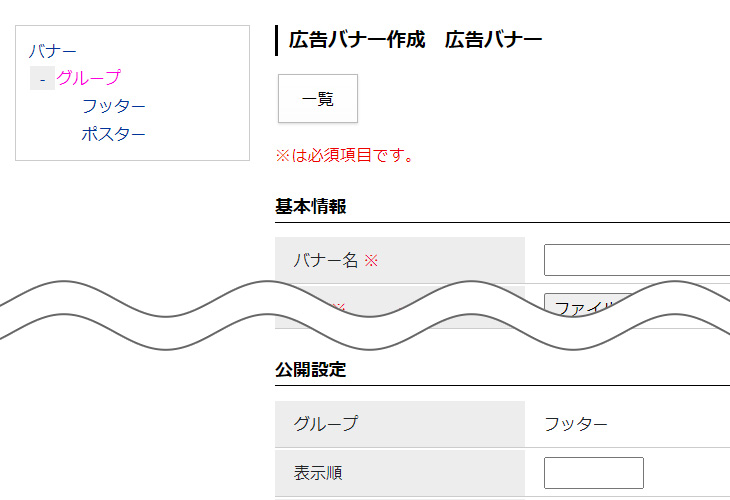 バナー
- グループ
フッター
ポスター
広告バナー作成　広告バナー
一覧
※は必須項目です。
基本情報
バナー名 ※
※
公開設定
グループ フッター
表示順